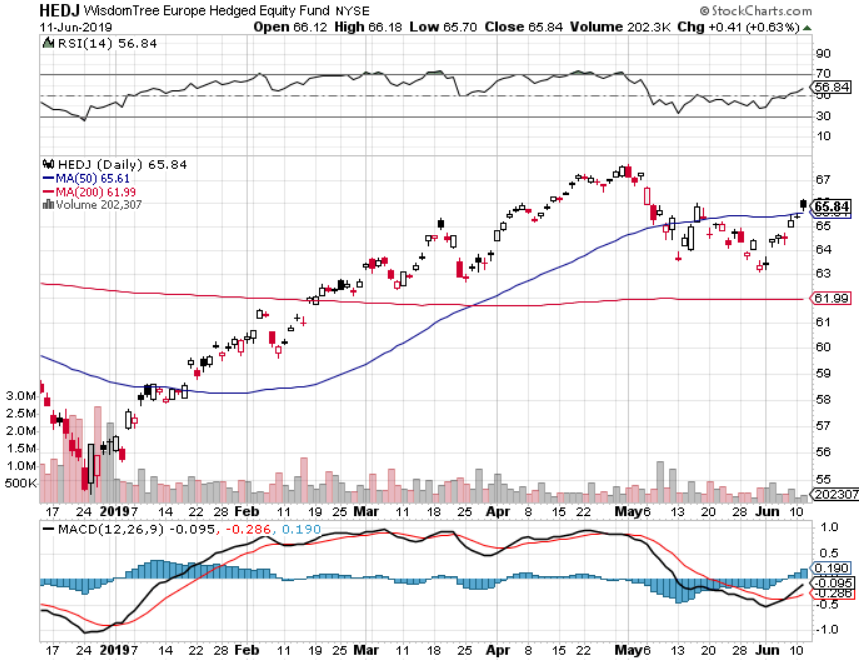 HEDJ WisdomTree Europe Hedged Equity Fund NYSE © StockCharts.com
11-Jun-2019 Open 66.12 High 66.18 Low 65.70 Close 65.84 Volume 202.3K Chg +0.41 (+0.63%)
RSI(14) 56.84
90
70
56.84
50
30
10
HEDJ (Daily) 65.84
MA(50) 65.61
MA(200) 61.99
Volume 202,307
67
65.84
65
64
63
61.99
61
60
59
58
57
56
55
3.0M
2.5M
2.0M
1.5M
1.0M
500K
202307
17 24 2019 7 14 22 28 Feb 11 19 25 Mar 11 18 25 Apr 8 15 22 May 6 13 20 28 Jun 10
MACD(12,26,9) -0.095, -0.286, 0.190
1.0
0.5
0.190
-0.095
-0.286
-0.5
-1.0
17 24 2019 7 14 22 28 Feb 11 19 25 Mar 11 18 25 Apr 8 15 22 May 6 13 20 28 Jun 10